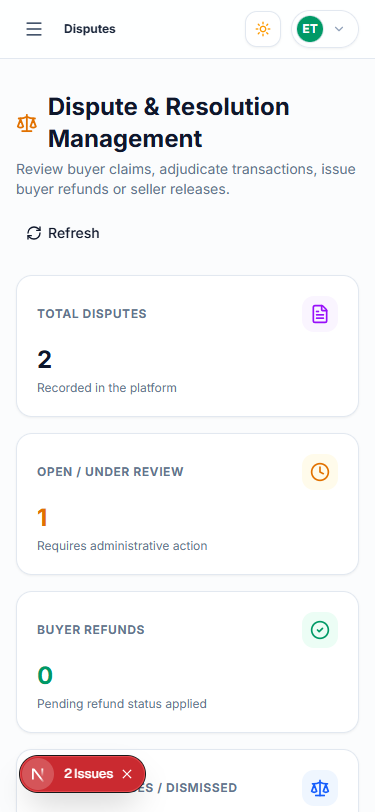 Disputes
ET
Dispute & Resolution
Management
Review buyer claims, adjudicate transactions, issue
buyer refunds or seller releases.
Refresh
TOTAL DISPUTES
2
Recorded in the platform
OPEN / UNDER REVIEW
1
Requires administrative action
BUYER REFUNDS
0
Pending refund status applied
N 2 Issues
/ DISMISSED